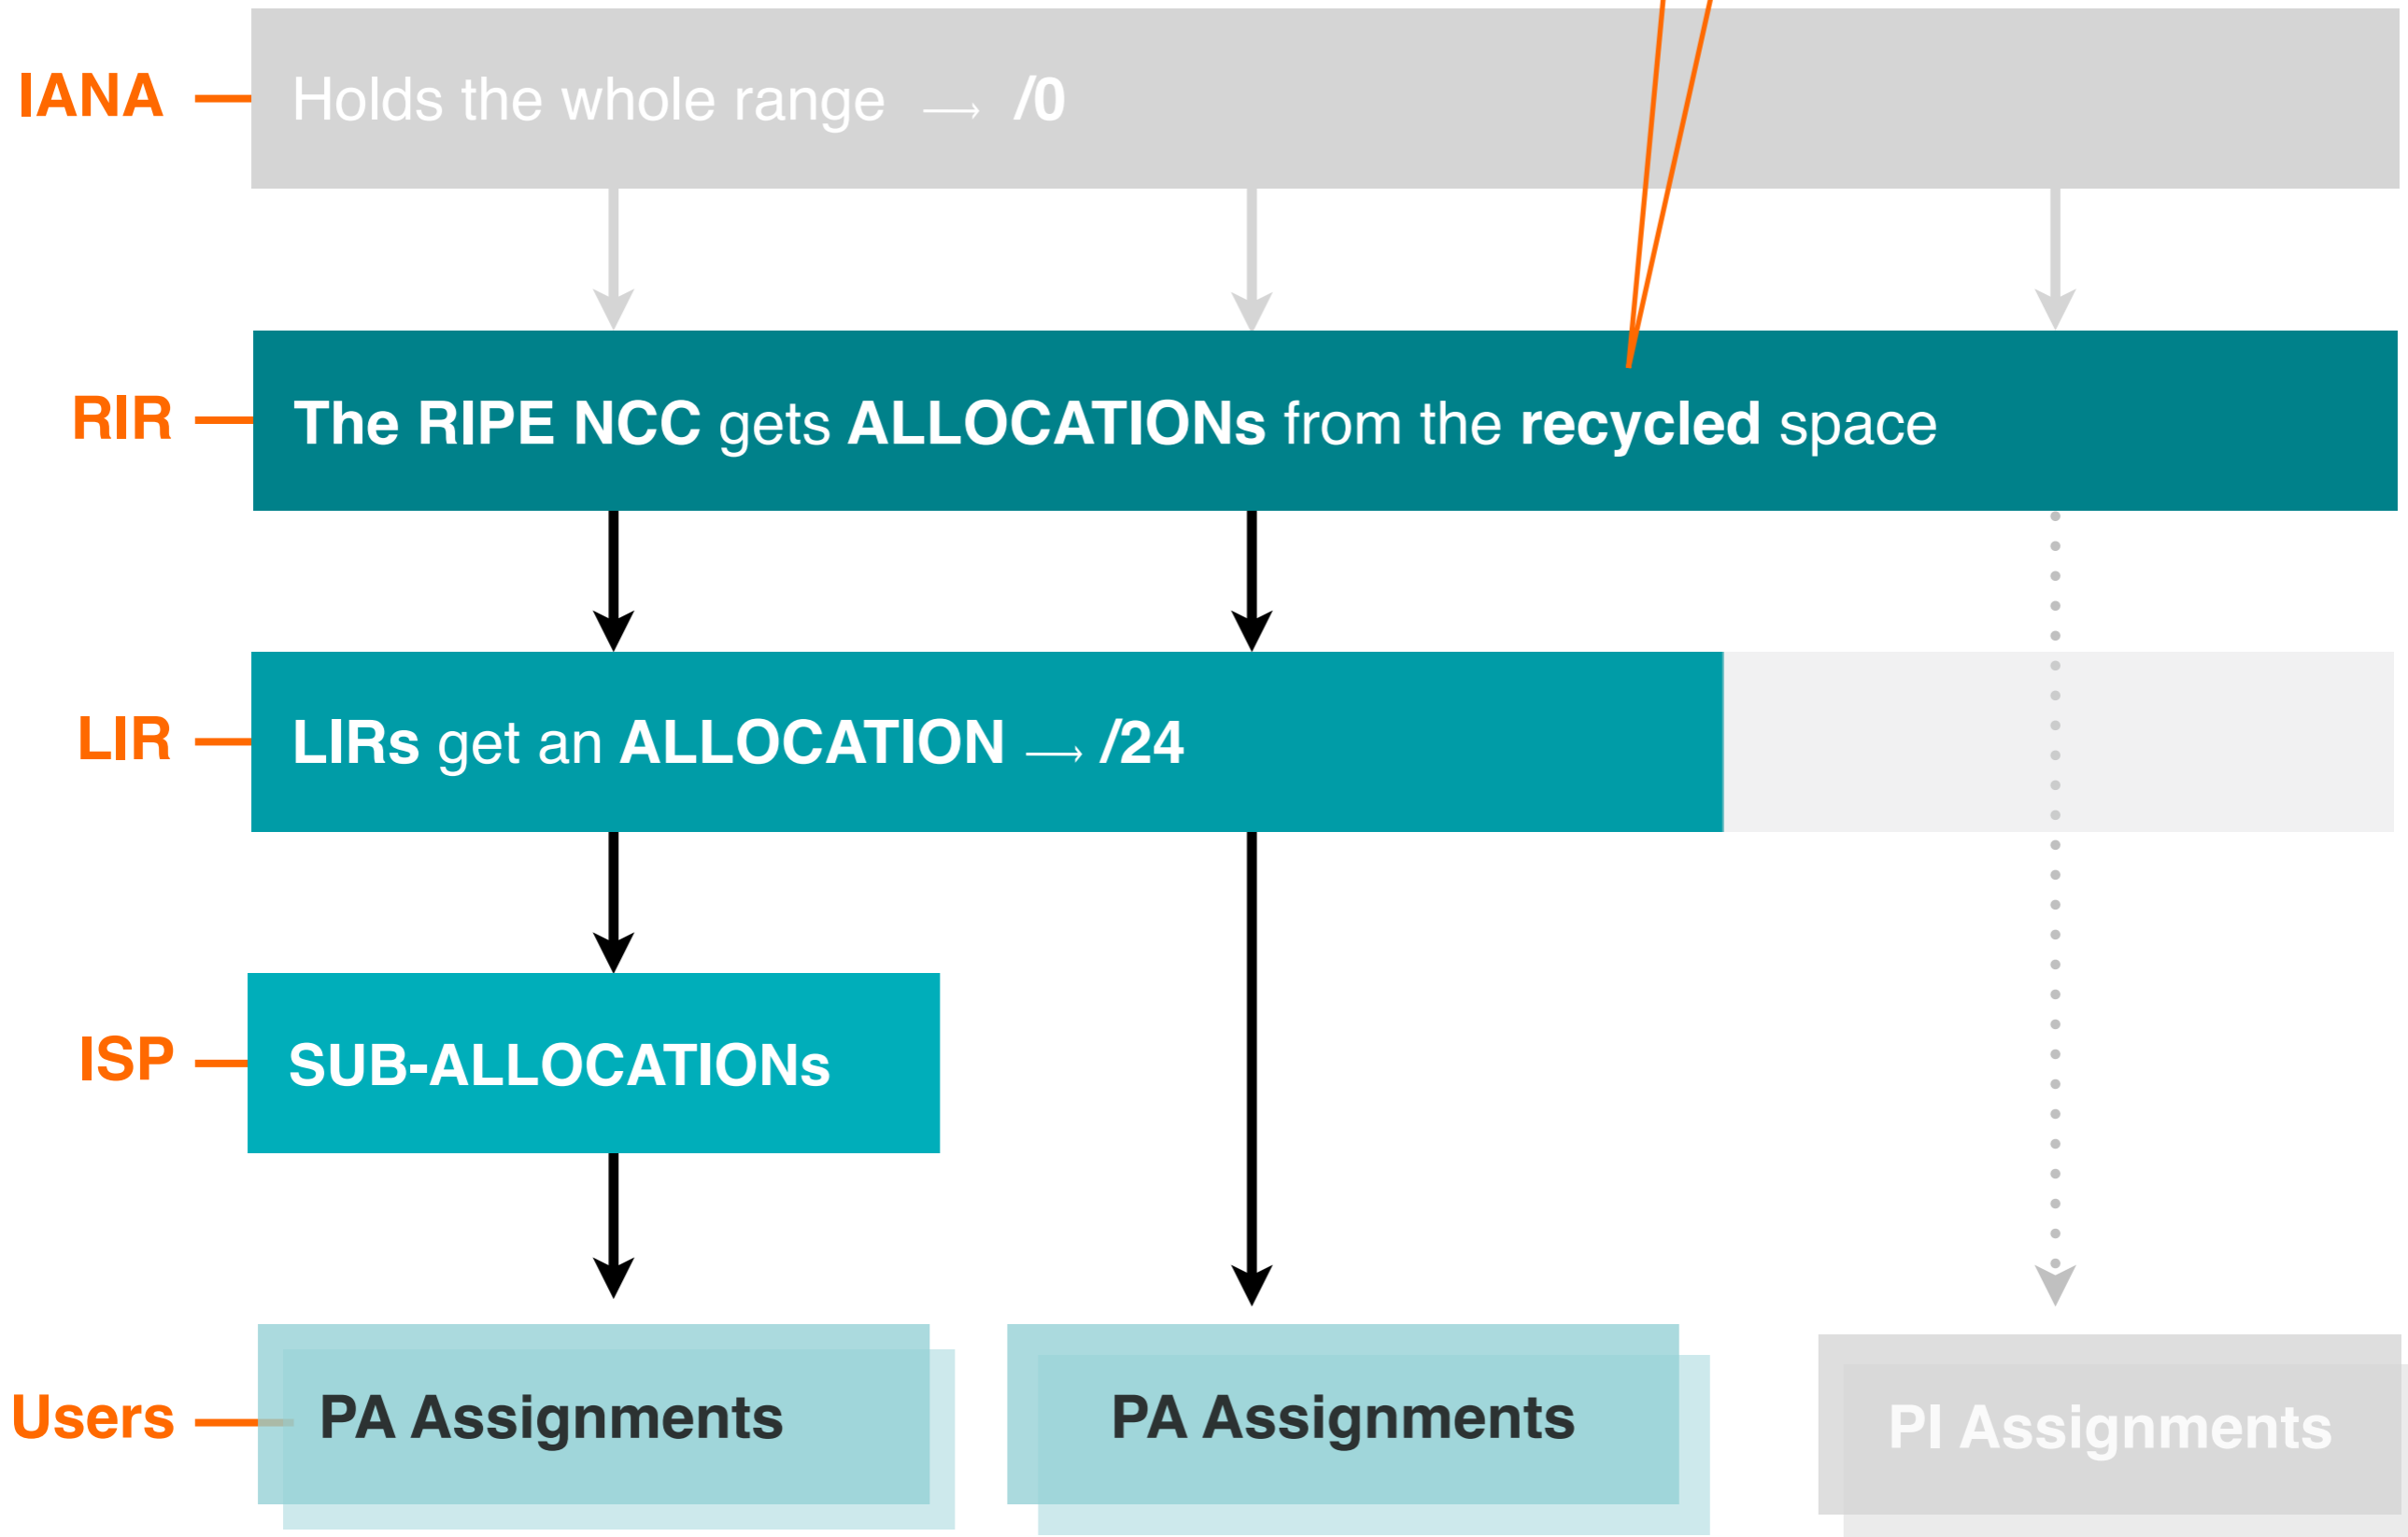 IANA
Holds the whole range → /0
RIR
The RIPE NCC gets ALLOCATIONs from the recycled space
LIR
LIRs get an ALLOCATION → /24
ISP
SUB-ALLOCATIONs
Users
PA Assignments
PA Assignments
PI Assignments